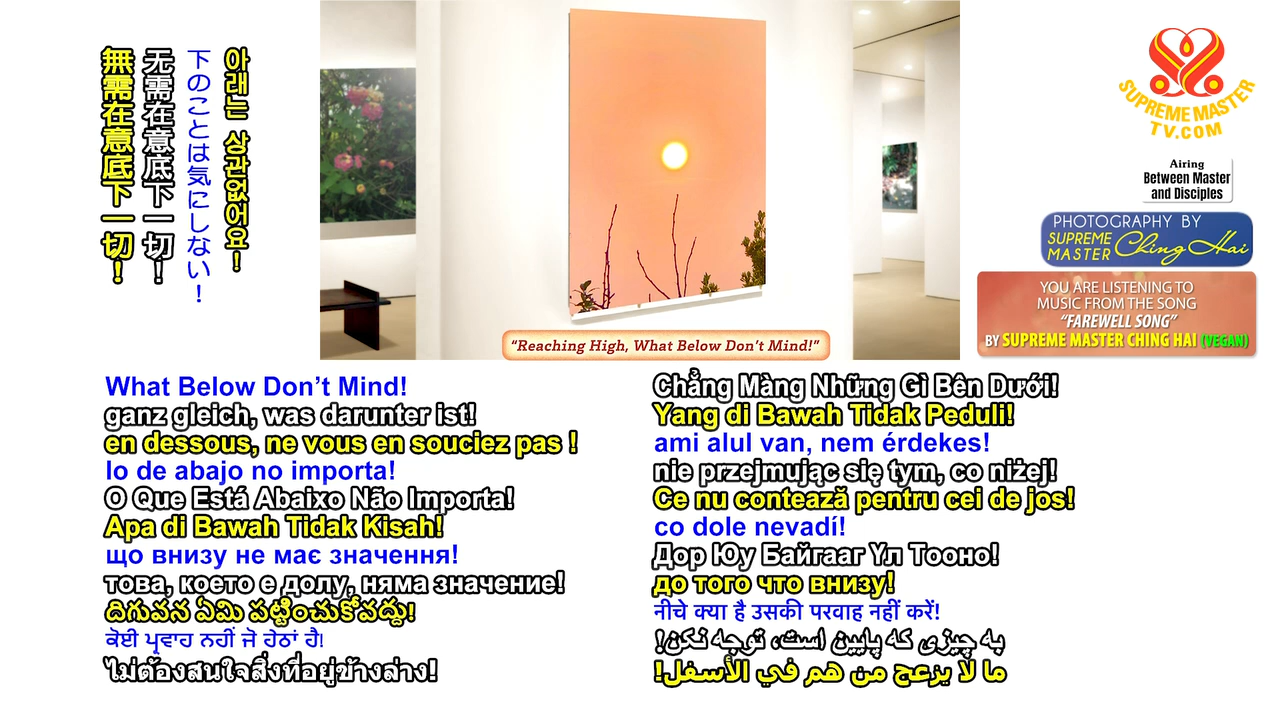 無需在意底下一切！
无需在意底下一切！
下のことは気にしない！
아래는 상관없어요！
SUPREME MASTER
TV.COM
Airing
Between Master
and Disciples
PHOTOGRAPHY BY
SUPREME
MASTER Ching Hai
YOU ARE LISTENING TO
MUSIC FROM THE SONG
“FAREWELL SONG”
BY SUPREME MASTER CHING HAI (VEGAN)
“Reaching High, What Below Don’t Mind!”
What Below Don’t Mind!
ganz gleich, was darunter ist!
en dessous, ne vous en souciez pas !
lo de abajo no importa!
O Que Está Abaixo Não Importa!
Apa di Bawah Tidak Kisah!
що внизу не має значення!
това, което е долу, няма значение!
దిగువన ఏమి పట్టించుకోవద్దు!
ਕੋਈ ਪ੍ਰਵਾਹ ਨਹੀਂ ਜੋ ਹੇਠਾਂ ਹੈ!
ไม่ต้องสนใจสิ่งที่อยู่ข้างล่าง!
Chẳng Màng Những Gì Bên Dưới!
Yang di Bawah Tidak Peduli!
ami alul van, nem érdekes!
nie przejmując się tym, co niżej!
Ce nu contează pentru cei de jos!
co dole nevadí!
Дор Юу Байгааг Үл Тооно!
до того что внизу!
नीचे क्या है उसकी परवाह नहीं करें!
به چیزی که پایین است، توجه نکن!
ما لا يزعج من هم في الأسفل!